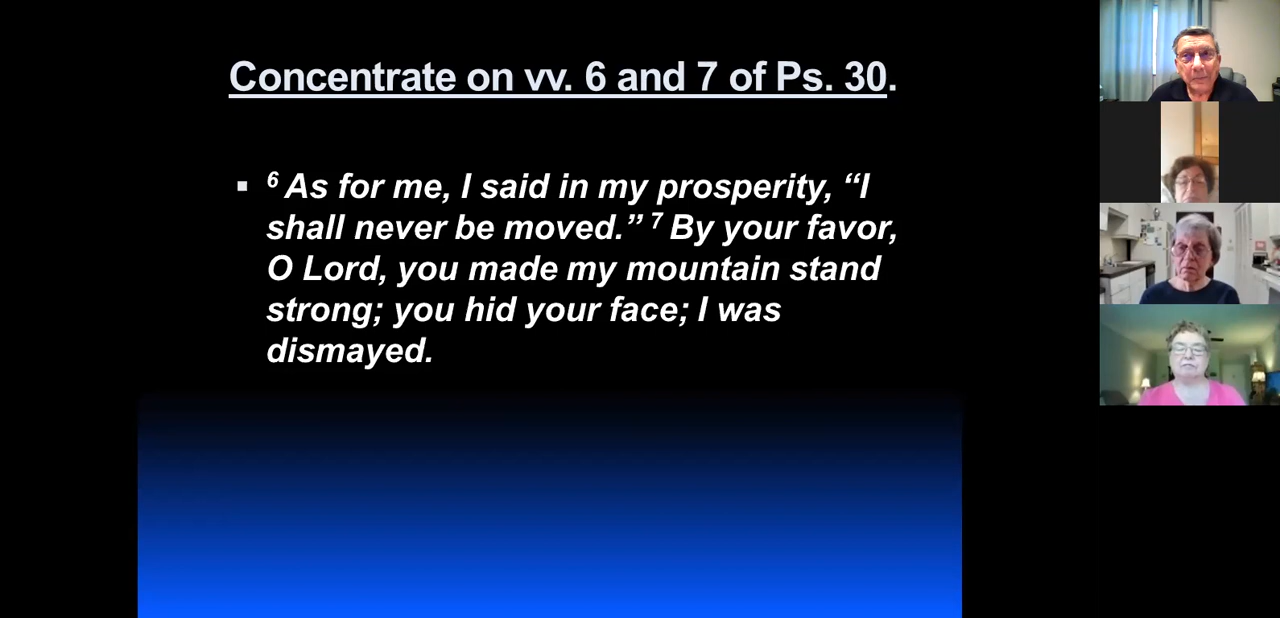 Concentrate on vv. 6 and 7 of Ps. 30.
▪ 6 As for me, I said in my prosperity, “I
shall never be moved.” 7 By your favor,
O Lord, you made my mountain stand
strong; you hid your face; I was
dismayed.